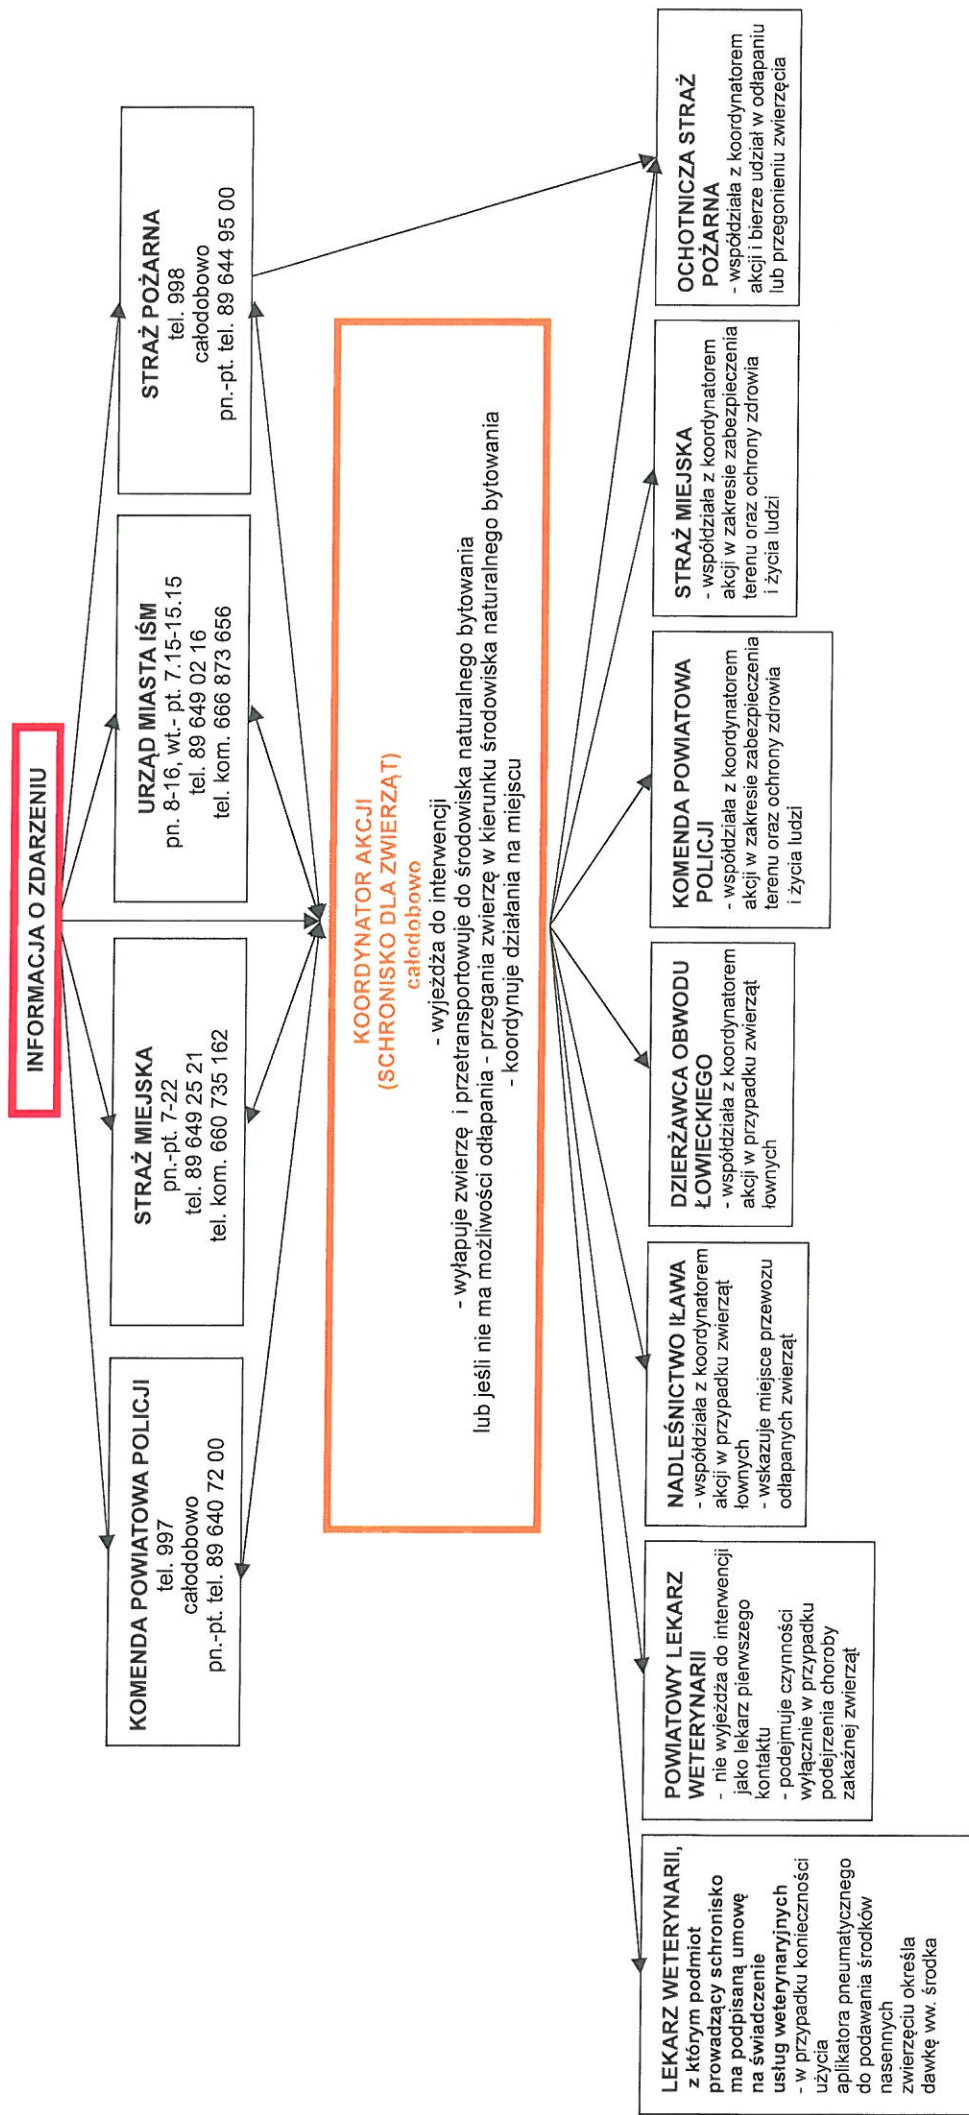 INFORMACJA O ZDARZENIU
KOMENDA POWIATOWA POLICJI
tel. 997
całodobowo
pn.-pt. tel. 89 640 72 00
STRAŻ MIEJSKA
pn.-pt. 7-22
tel. 89 649 25 21
tel. kom. 660 735 162
URZĄD MIASTA IŚM
pn. 8-16, wt.- pt. 7.15-15.15
tel. 89 649 02 16
tel. kom. 666 873 656
STRAŻ POŻARNA
tel. 998
całodobowo
pn.-pt. tel. 89 644 95 00
KOORDYNATOR AKCJI
(SCHRONISKO DLA ZWIERZĄT)
całodobowo
- wyjeżdża do interwencji
- wyłapuje zwierzę i przetransportowuje do środowiska naturalnego bytowania
lub jeśli nie ma możliwości odłapania - przegania zwierzę w kierunku środowiska naturalnego bytowania
- koordynuje działania na miejscu
LEKARZ WETERYNARII,
z którym podmiot
prowadzący schronisko
ma podpisaną umowę
na świadczenie
usług weterynaryjnych
- w przypadku konieczności
użycia
aplikatora pneumatycznego
do podawania środków
nasennych
zwierzęciu określa
dawkę ww. środka
POWIATOWY LEKARZ
WETERYNARII
- nie wyjeżdża do interwencji
jako lekarz pierwszego
kontaktu
- podejmuje czynności
wyłącznie w przypadku
podejrzenia choroby
zakaźnej zwierząt
NADLEŚNICTWO IŁAWA
- współdziała z koordynatorem
akcji w przypadku zwierząt
łownych
- wskazuje miejsce przewozu
odłapanych zwierząt
DZIERŻAWCA OBWODU
ŁOWIECKIEGO
- współdziała z koordynatorem
akcji w przypadku zwierząt
łownych
KOMENDA POWIATOWA
POLICJI
- współdziała z koordynatorem
akcji w zakresie zabezpieczenia
terenu oraz ochrony zdrowia
i życia ludzi
STRAŻ MIEJSKA
- współdziała z koordynatorem
akcji w zakresie zabezpieczenia
terenu oraz ochrony zdrowia
i życia ludzi
OCHOTNICZA STRAŻ
POŻARNA
- współdziała z koordynatorem
akcji i bierze udział w odłapaniu
lub przegonieniu zwierzęcia